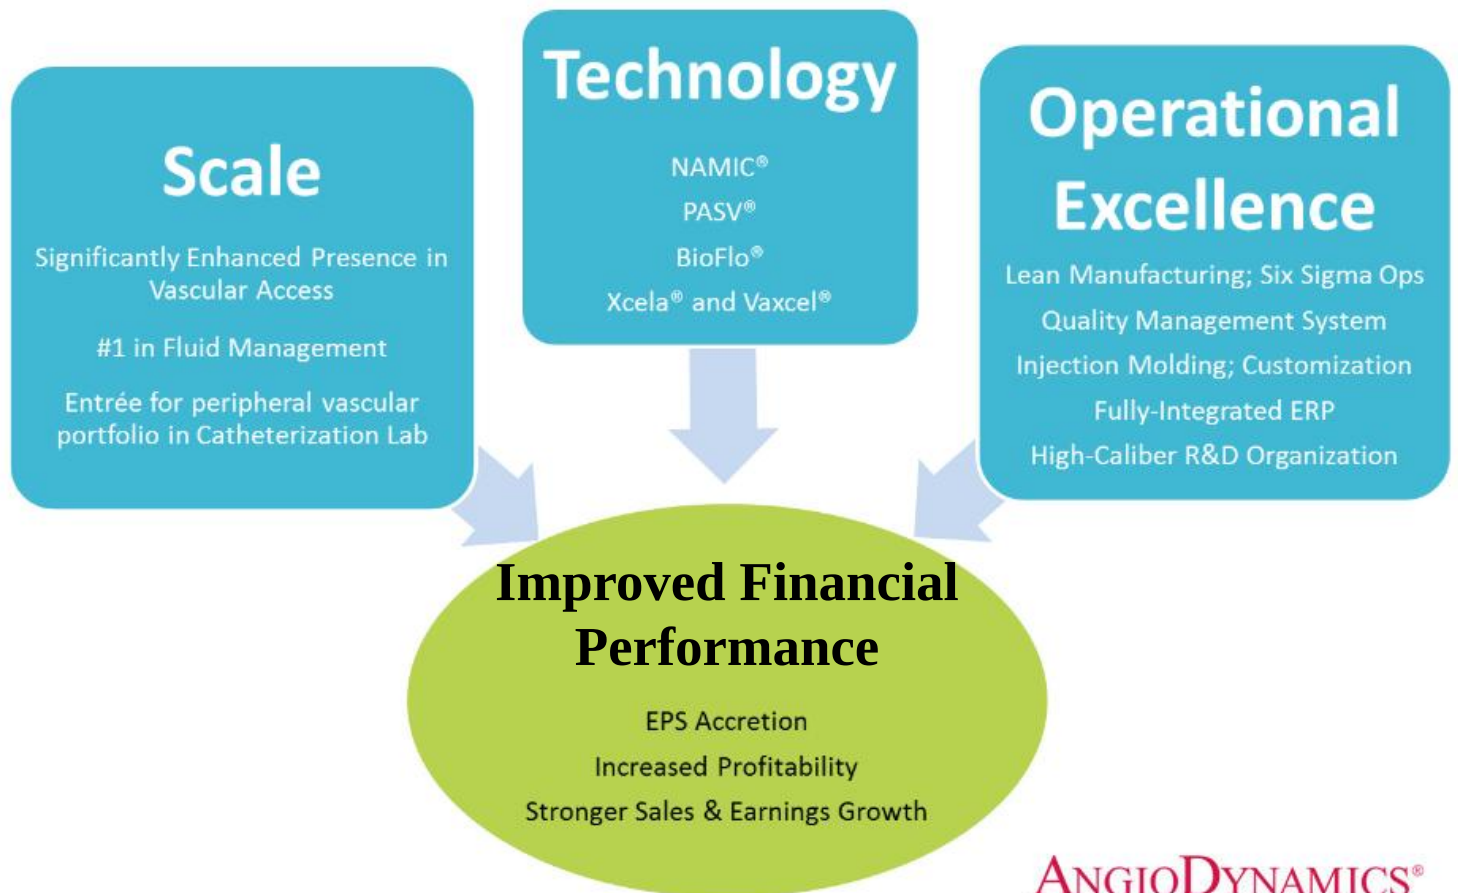 Scale
Significantly Enhanced Presence in
Vascular Access
#1 in Fluid Management
Entrée for peripheral vascular
portfolio in Catheterization Lab
Technology
NAMIC®
PASV®
BioFlo®
Xcela® and Vaxcel®
Operational
Excellence
Lean Manufacturing; Six Sigma Ops
Quality Management System
Injection Molding; Customization
Fully-Integrated ERP
High-Caliber R&D Organization
Improved Financial
Performance
EPS Accretion
Increased Profitability
Stronger Sales & Earnings Growth
ANGIODYNAMICS®